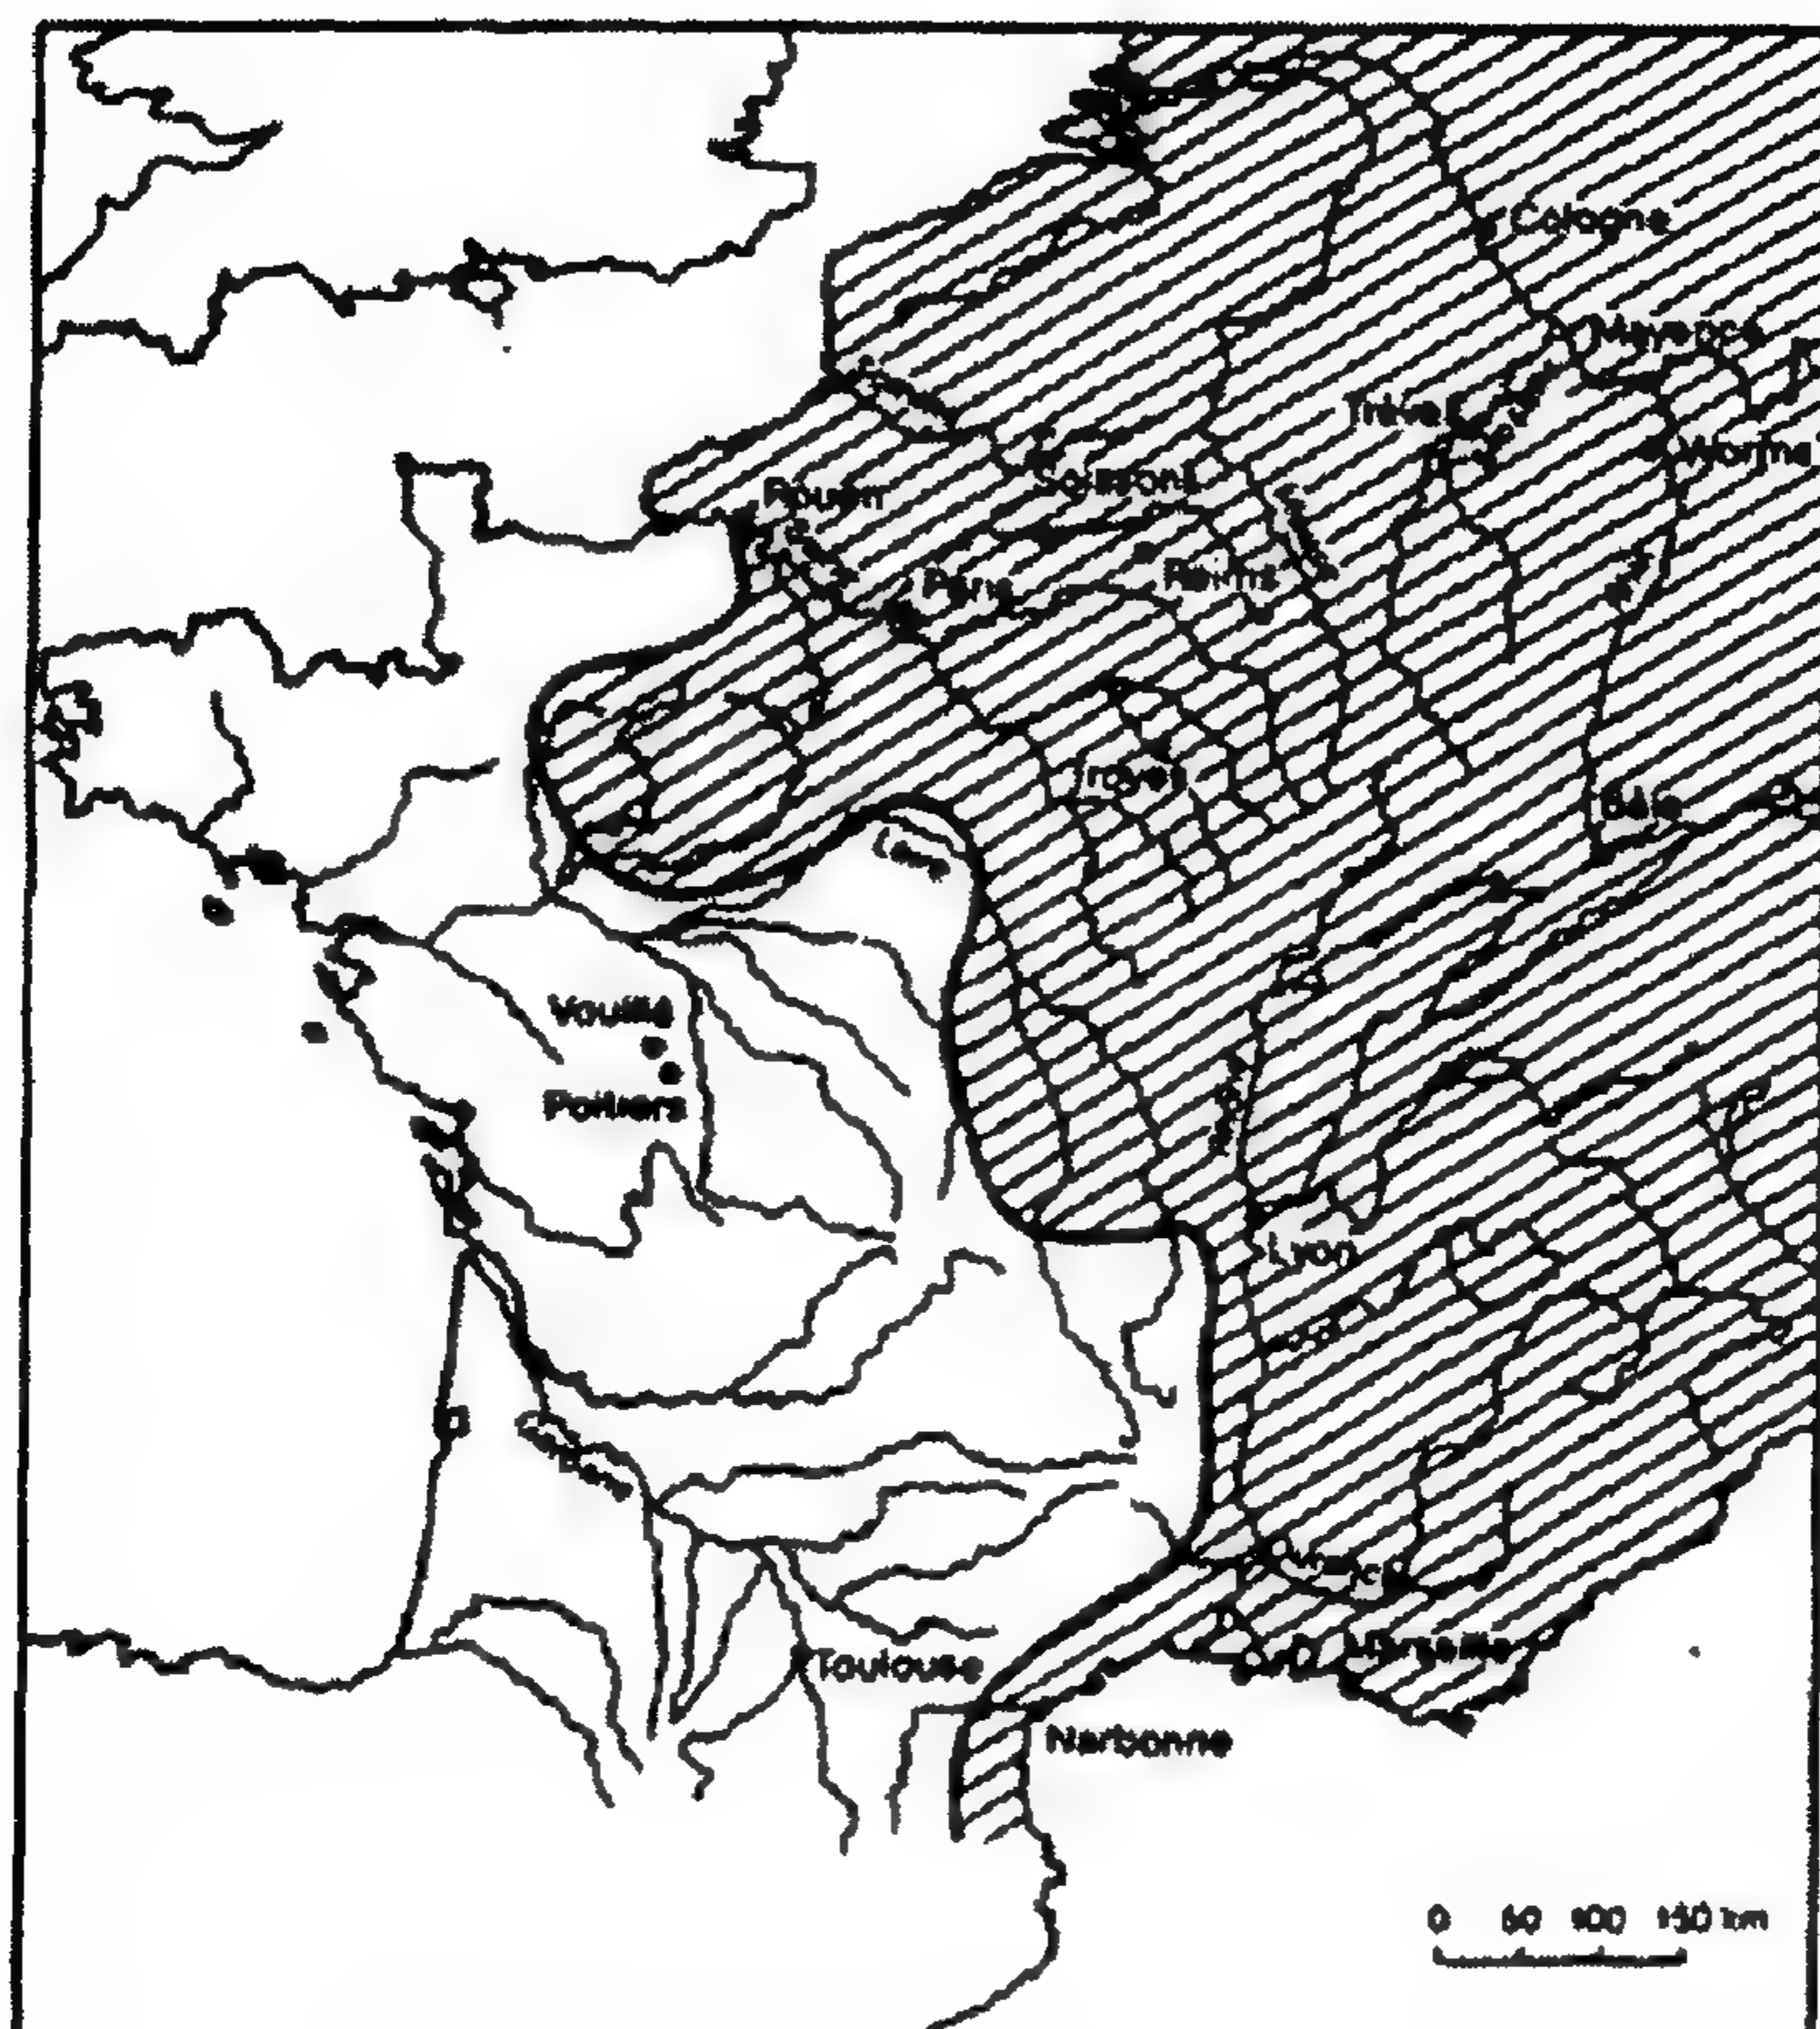 Cologne
Mayence
Trèves
Worms
Rouen
Soissons
Reims
Paris
Troyes
Bâle
Vouillé
Poitiers
Lyon
Toulouse
Marseille
Narbonne
0 50 100 150 km